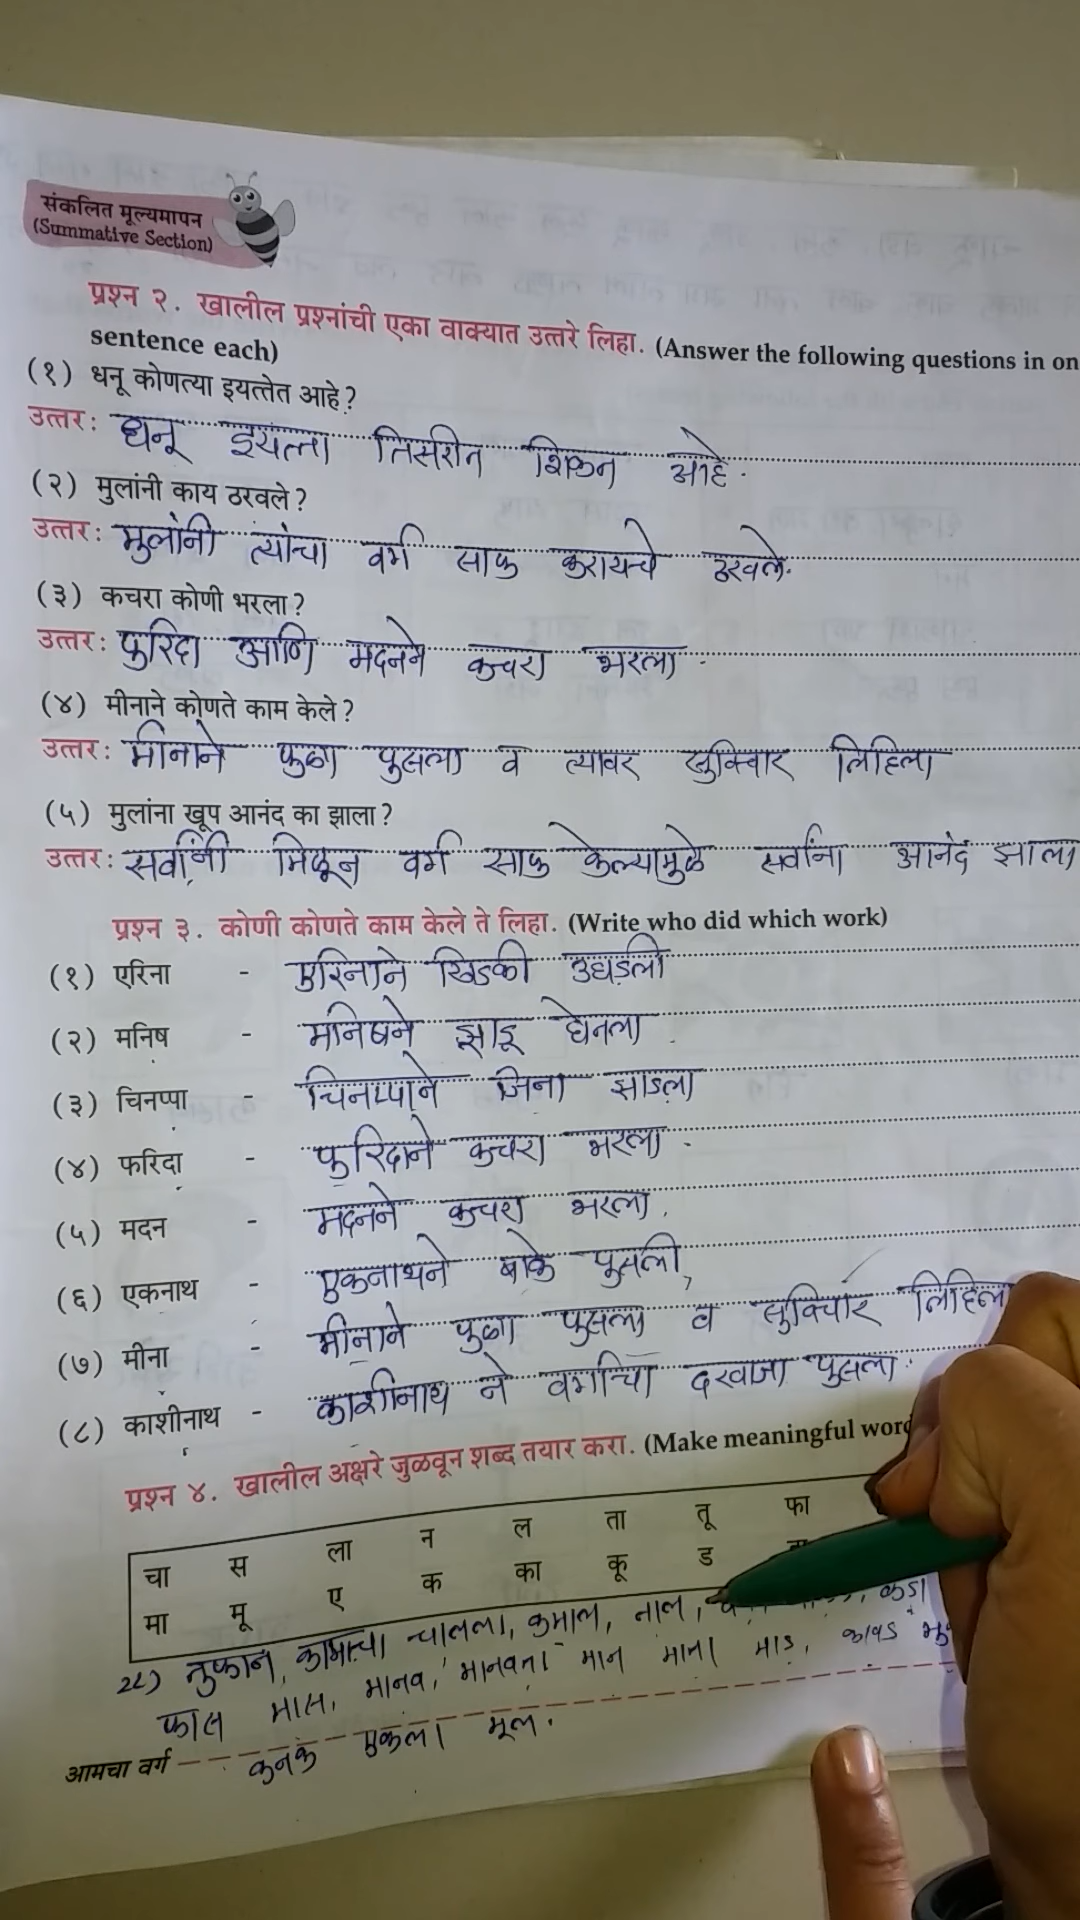 संकलित मूल्यमापन
(Summative Section)
प्रश्न २. खालील प्रश्नांची एका वाक्यात उत्तरे लिहा. (Answer the following questions in on
sentence each)
(१) धनू कोणत्या इयत्तेत आहे?
उत्तर: धनू इयत्ता तिसरीत शिकत आहे.
(२) मुलांनी काय ठरवले?
उत्तर: मुलांनी त्यांचा वर्ग साफ करायचे ठरवले.
(३) कचरा कोणी भरला?
उत्तर: फरिदा आणि मदनने कचरा भरला.
(४) मीनाने कोणते काम केले?
उत्तर: मीनाने फळा पुसला व त्यावर सुविचार लिहिला
(५) मुलांना खूप आनंद का झाला?
उत्तर: सर्वांनी मिळून वर्ग साफ केल्यामुळे सर्वांना आनंद झाला
प्रश्न ३. कोणी कोणते काम केले ते लिहा. (Write who did which work)
(१) एरिना - एरिनाने खिडकी उघडली
(२) मनिष - मनिषने झाडू घेतला.
(३) चिनप्पा - चिनप्पाने जिना झाडला
(४) फरिदा - फरिदाने कचरा भरला.
(५) मदन - मदनने कचरा भरला.
(६) एकनाथ - एकनाथने बाके पुसली,
(७) मीना - मीनाने फळा पुसला व सुविचार लिहिला
(८) काशीनाथ - काशीनाथ ने वर्गाचा दरवाजा पुसला.
प्रश्न ४. खालील अक्षरे जुळवून शब्द तयार करा. (Make meaningful word
चा स ला न ल ता तू फा
मा मू ए क का कू ड
तुफान, चालला, कमाल, ताल,
फास मास, मानव, मानवता मान माना माड, कावड
कनक एकला मूल.
आमचा वर्ग